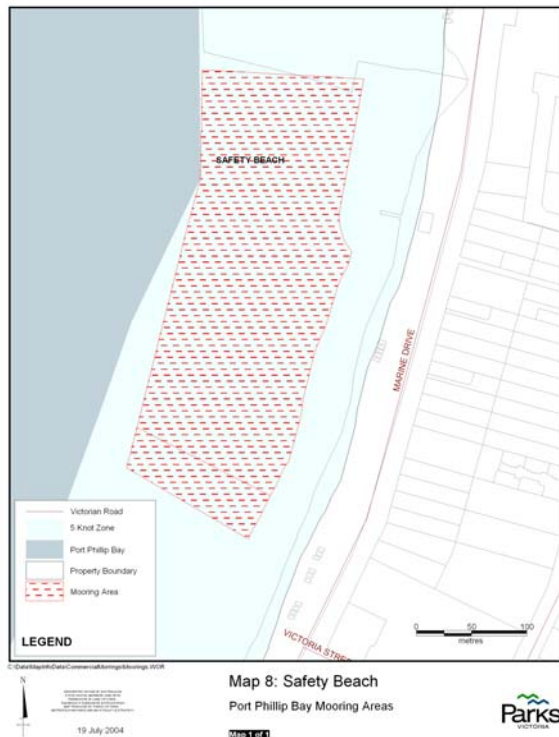 SAFETY BEACH
MARINE DRIVE
Victorian Road
5 Knot Zone
Port Phillip Bay
Property Boundary
Mooring Area
LEGEND
0 50 100
metres
VICTORIA STRE
N
19 July 2004
Map 8: Safety Beach
Port Phillip Bay Mooring Areas
Map 1 of 1
Parks
VICTORIA